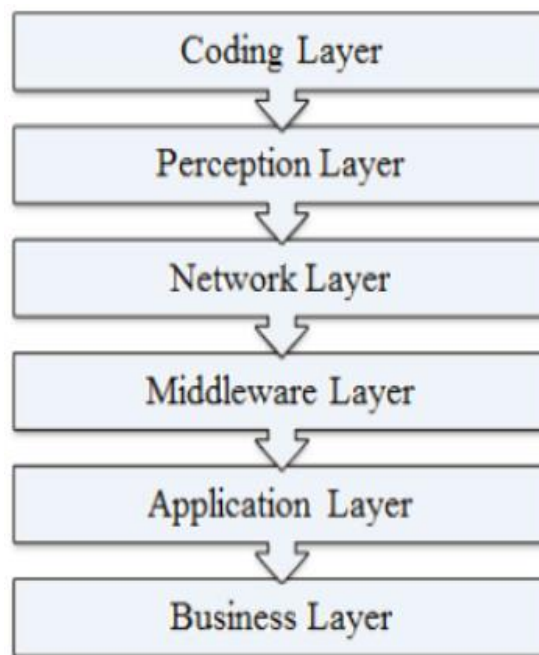 Coding Layer
Perception Layer
Network Layer
Middleware Layer
Application Layer
Business Layer